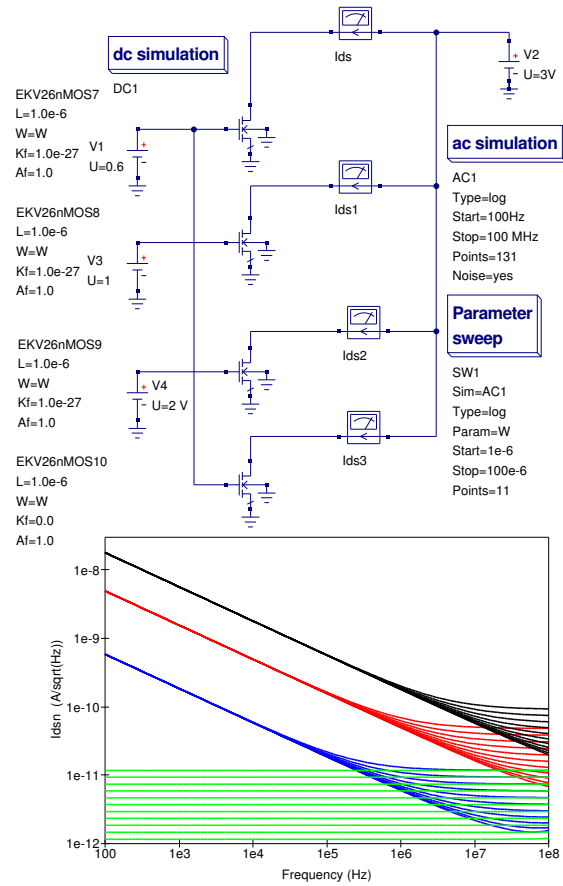 dc simulation
DC1
Ids
V2
U=3V
EKV26nMOS7
L=1.0e-6
W=W
Kf=1.0e-27
Af=1.0
V1
U=0.6
ac simulation
AC1
Type=log
Start=100Hz
Stop=100 MHz
Points=131
Noise=yes
Ids1
EKV26nMOS8
L=1.0e-6
W=W
Kf=1.0e-27
Af=1.0
V3
U=1
Parameter
sweep
SW1
Sim=AC1
Type=log
Param=W
Start=1e-6
Stop=100e-6
Points=11
Ids2
EKV26nMOS9
L=1.0e-6
W=W
Kf=1.0e-27
Af=1.0
V4
U=2 V
Ids3
EKV26nMOS10
L=1.0e-6
W=W
Kf=0.0
Af=1.0
Idsn (A/sqrt(Hz))
1e-8
1e-9
1e-10
1e-11
1e-12
100
1e3
1e4
1e5
1e6
1e7
1e8
Frequency (Hz)